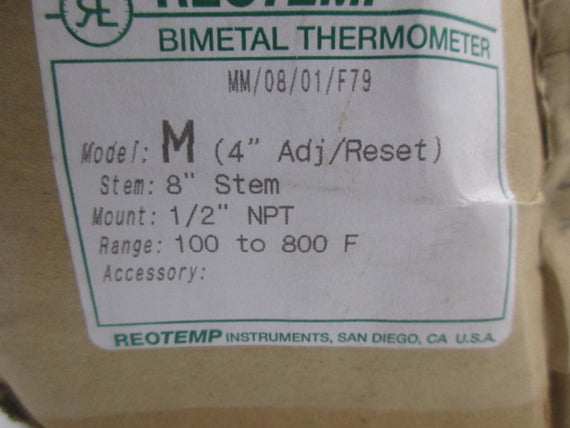 REOTEMP
BIMETAL THERMOMETER
MM/08/01/F79
Model: M (4" Adj/Reset)
Stem: 8" Stem
Mount: 1/2" NPT
Range: 100 to 800 F
Accessory:
REOTEMP INSTRUMENTS, SAN DIEGO, CA U.S.A.